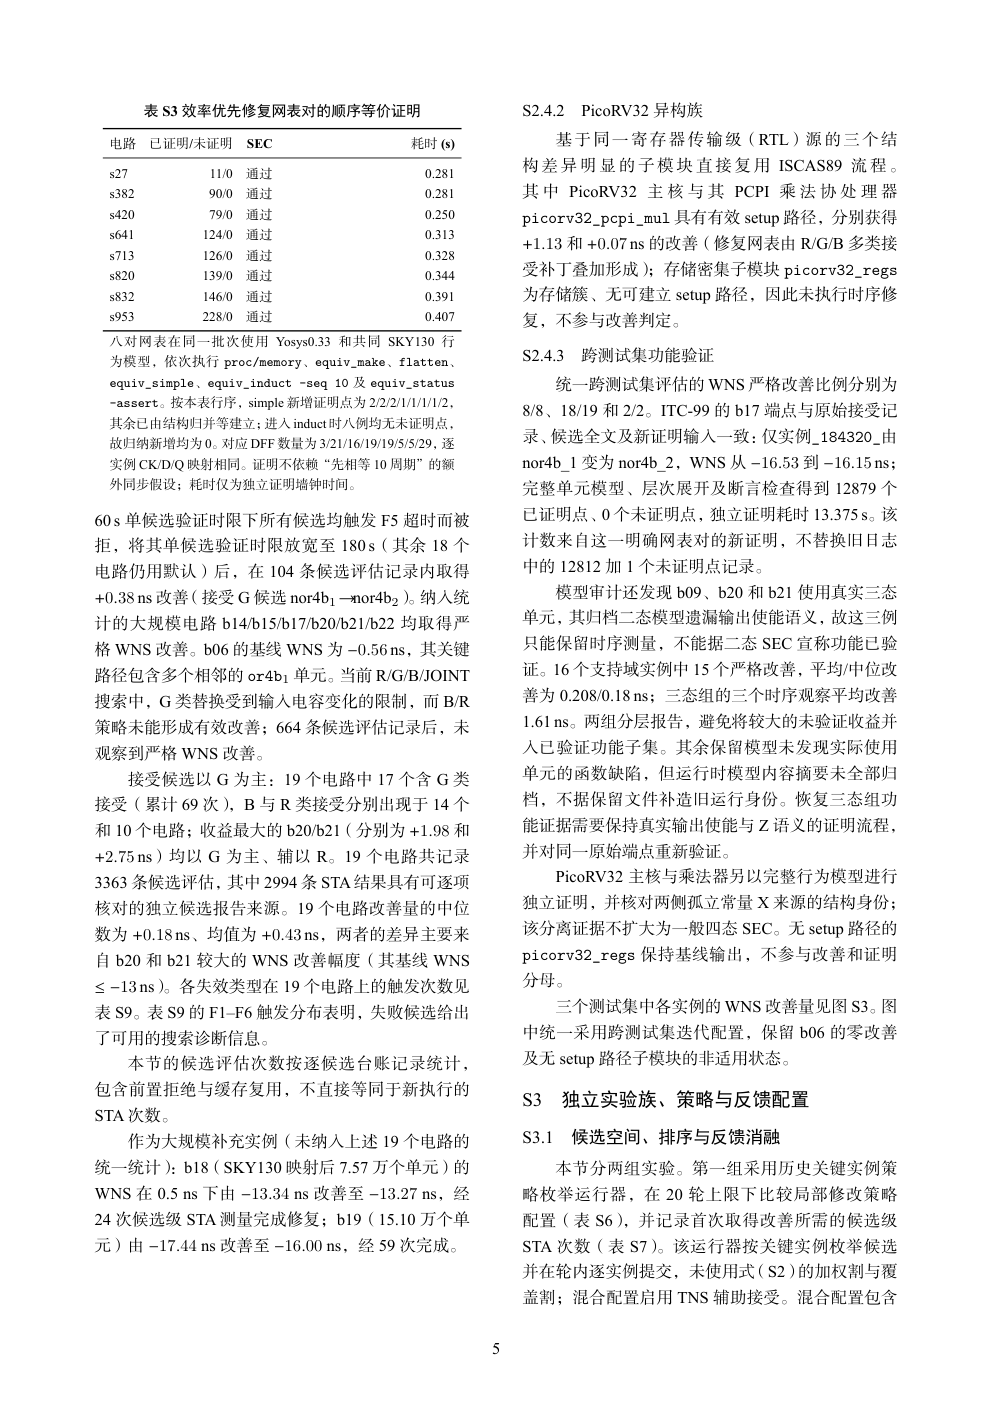 表 S3 效率优先修复网表对的顺序等价证明
电路 已证明/未证明 SEC 耗时 (s)
s27 11/0 通过 0.281
s382 90/0 通过 0.281
s420 79/0 通过 0.250
s641 124/0 通过 0.313
s713 126/0 通过 0.328
s820 139/0 通过 0.344
s832 146/0 通过 0.391
s953 228/0 通过 0.407
八对网表在同一批次使用 Yosys0.33 和共同 SKY130 行
为模型，依次执行 proc/memory、equiv_make、flatten、
equiv_simple、equiv_induct -seq 10 及 equiv_status
-assert。按本表行序，simple 新增证明点为 2/2/2/1/1/1/1/2，
其余已由结构归并等建立；进入 induct 时八例均无未证明点，
故归纳新增均为 0。对应 DFF 数量为 3/21/16/19/19/5/5/29，逐
实例 CK/D/Q 映射相同。证明不依赖“先相等 10 周期”的额
外同步假设；耗时仅为独立证明墙钟时间。
60 s 单候选验证时限下所有候选均触发 F5 超时而被
拒，将其单候选验证时限放宽至 180 s（其余 18 个
电路仍用默认）后，在 104 条候选评估记录内取得
+0.38 ns 改善（接受 G 候选 nor4b₁→nor4b₂）。纳入统
计的大规模电路 b14/b15/b17/b20/b21/b22 均取得严
格 WNS 改善。b06 的基线 WNS 为 −0.56 ns，其关键
路径包含多个相邻的 or4b₁ 单元。当前 R/G/B/JOINT
搜索中，G 类替换受到输入电容变化的限制，而 B/R
策略未能形成有效改善；664 条候选评估记录后，未
观察到严格 WNS 改善。
接受候选以 G 为主：19 个电路中 17 个含 G 类
接受（累计 69 次），B 与 R 类接受分别出现于 14 个
和 10 个电路；收益最大的 b20/b21（分别为 +1.98 和
+2.75 ns）均以 G 为主、辅以 R。19 个电路共记录
3363 条候选评估，其中 2994 条 STA 结果具有可逐项
核对的独立候选报告来源。19 个电路改善量的中位
数为 +0.18 ns、均值为 +0.43 ns，两者的差异主要来
自 b20 和 b21 较大的 WNS 改善幅度（其基线 WNS
≤ −13 ns）。各失效类型在 19 个电路上的触发次数见
表 S9。表 S9 的 F1–F6 触发分布表明，失败候选给出
了可用的搜索诊断信息。
本节的候选评估次数按逐候选台账记录统计，
包含前置拒绝与缓存复用，不直接等同于新执行的
STA 次数。
作为大规模补充实例（未纳入上述 19 个电路的
统一统计）：b18（SKY130 映射后 7.57 万个单元）的
WNS 在 0.5 ns 下由 −13.34 ns 改善至 −13.27 ns，经
24 次候选级 STA 测量完成修复；b19（15.10 万个单
元）由 −17.44 ns 改善至 −16.00 ns，经 59 次完成。
S2.4.2 PicoRV32 异构族
基于同一寄存器传输级（RTL）源的三个结
构差异明显的子模块直接复用 ISCAS89 流程。
其中 PicoRV32 主核与其 PCPI 乘法协处理器
picorv32_pcpi_mul 具有有效 setup 路径，分别获得
+1.13 和 +0.07 ns 的改善（修复网表由 R/G/B 多类接
受补丁叠加形成）；存储密集子模块 picorv32_regs
为存储簇、无可建立 setup 路径，因此未执行时序修
复，不参与改善判定。
S2.4.3 跨测试集功能验证
统一跨测试集评估的 WNS 严格改善比例分别为
8/8、18/19 和 2/2。ITC-99 的 b17 端点与原始接受记
录、候选全文及新证明输入一致：仅实例_184320_由
nor4b_1 变为 nor4b_2，WNS 从 −16.53 到 −16.15 ns；
完整单元模型、层次展开及断言检查得到 12879 个
已证明点、0 个未证明点，独立证明耗时 13.375 s。该
计数来自这一明确网表对的新证明，不替换旧日志
中的 12812 加 1 个未证明点记录。
模型审计还发现 b09、b20 和 b21 使用真实三态
单元，其归档二态模型遗漏输出使能语义，故这三例
只能保留时序测量，不能据二态 SEC 宣称功能已验
证。16 个支持域实例中 15 个严格改善，平均/中位改
善为 0.208/0.18 ns；三态组的三个时序观察平均改善
1.61 ns。两组分层报告，避免将较大的未验证收益并
入已验证功能子集。其余保留模型未发现实际使用
单元的函数缺陷，但运行时模型内容摘要未全部归
档，不据保留文件补造旧运行身份。恢复三态组功
能证据需要保持真实输出使能与 Z 语义的证明流程，
并对同一原始端点重新验证。
PicoRV32 主核与乘法器另以完整行为模型进行
独立证明，并核对两侧孤立常量 X 来源的结构身份；
该分离证据不扩大为一般四态 SEC。无 setup 路径的
picorv32_regs 保持基线输出，不参与改善和证明
分母。
三个测试集中各实例的 WNS 改善量见图 S3。图
中统一采用跨测试集迭代配置，保留 b06 的零改善
及无 setup 路径子模块的非适用状态。
S3 独立实验族、策略与反馈配置
S3.1 候选空间、排序与反馈消融
本节分两组实验。第一组采用历史关键实例策
略枚举运行器，在 20 轮上限下比较局部修改策略
配置（表 S6），并记录首次取得改善所需的候选级
STA 次数（表 S7）。该运行器按关键实例枚举候选
并在轮内逐实例提交，未使用式（S2）的加权割与覆
盖割；混合配置启用 TNS 辅助接受。混合配置包含
5